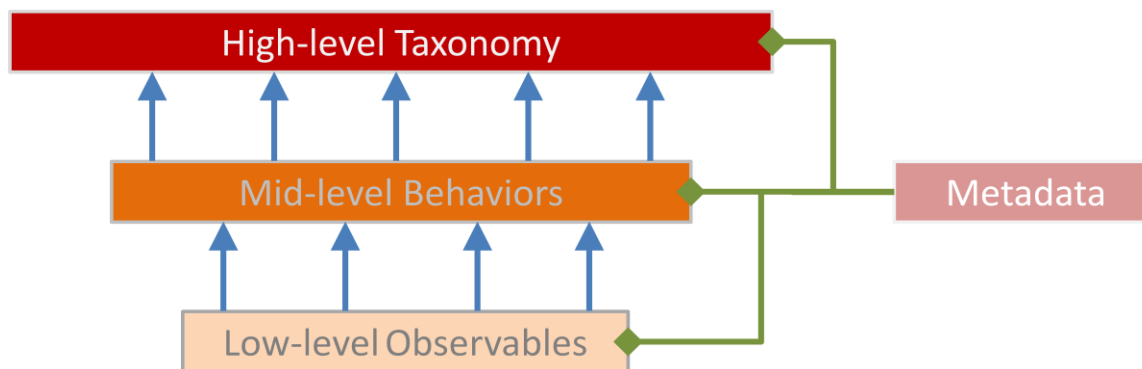 High-level Taxonomy
Mid-level Behaviors
Metadata
Low-level Observables